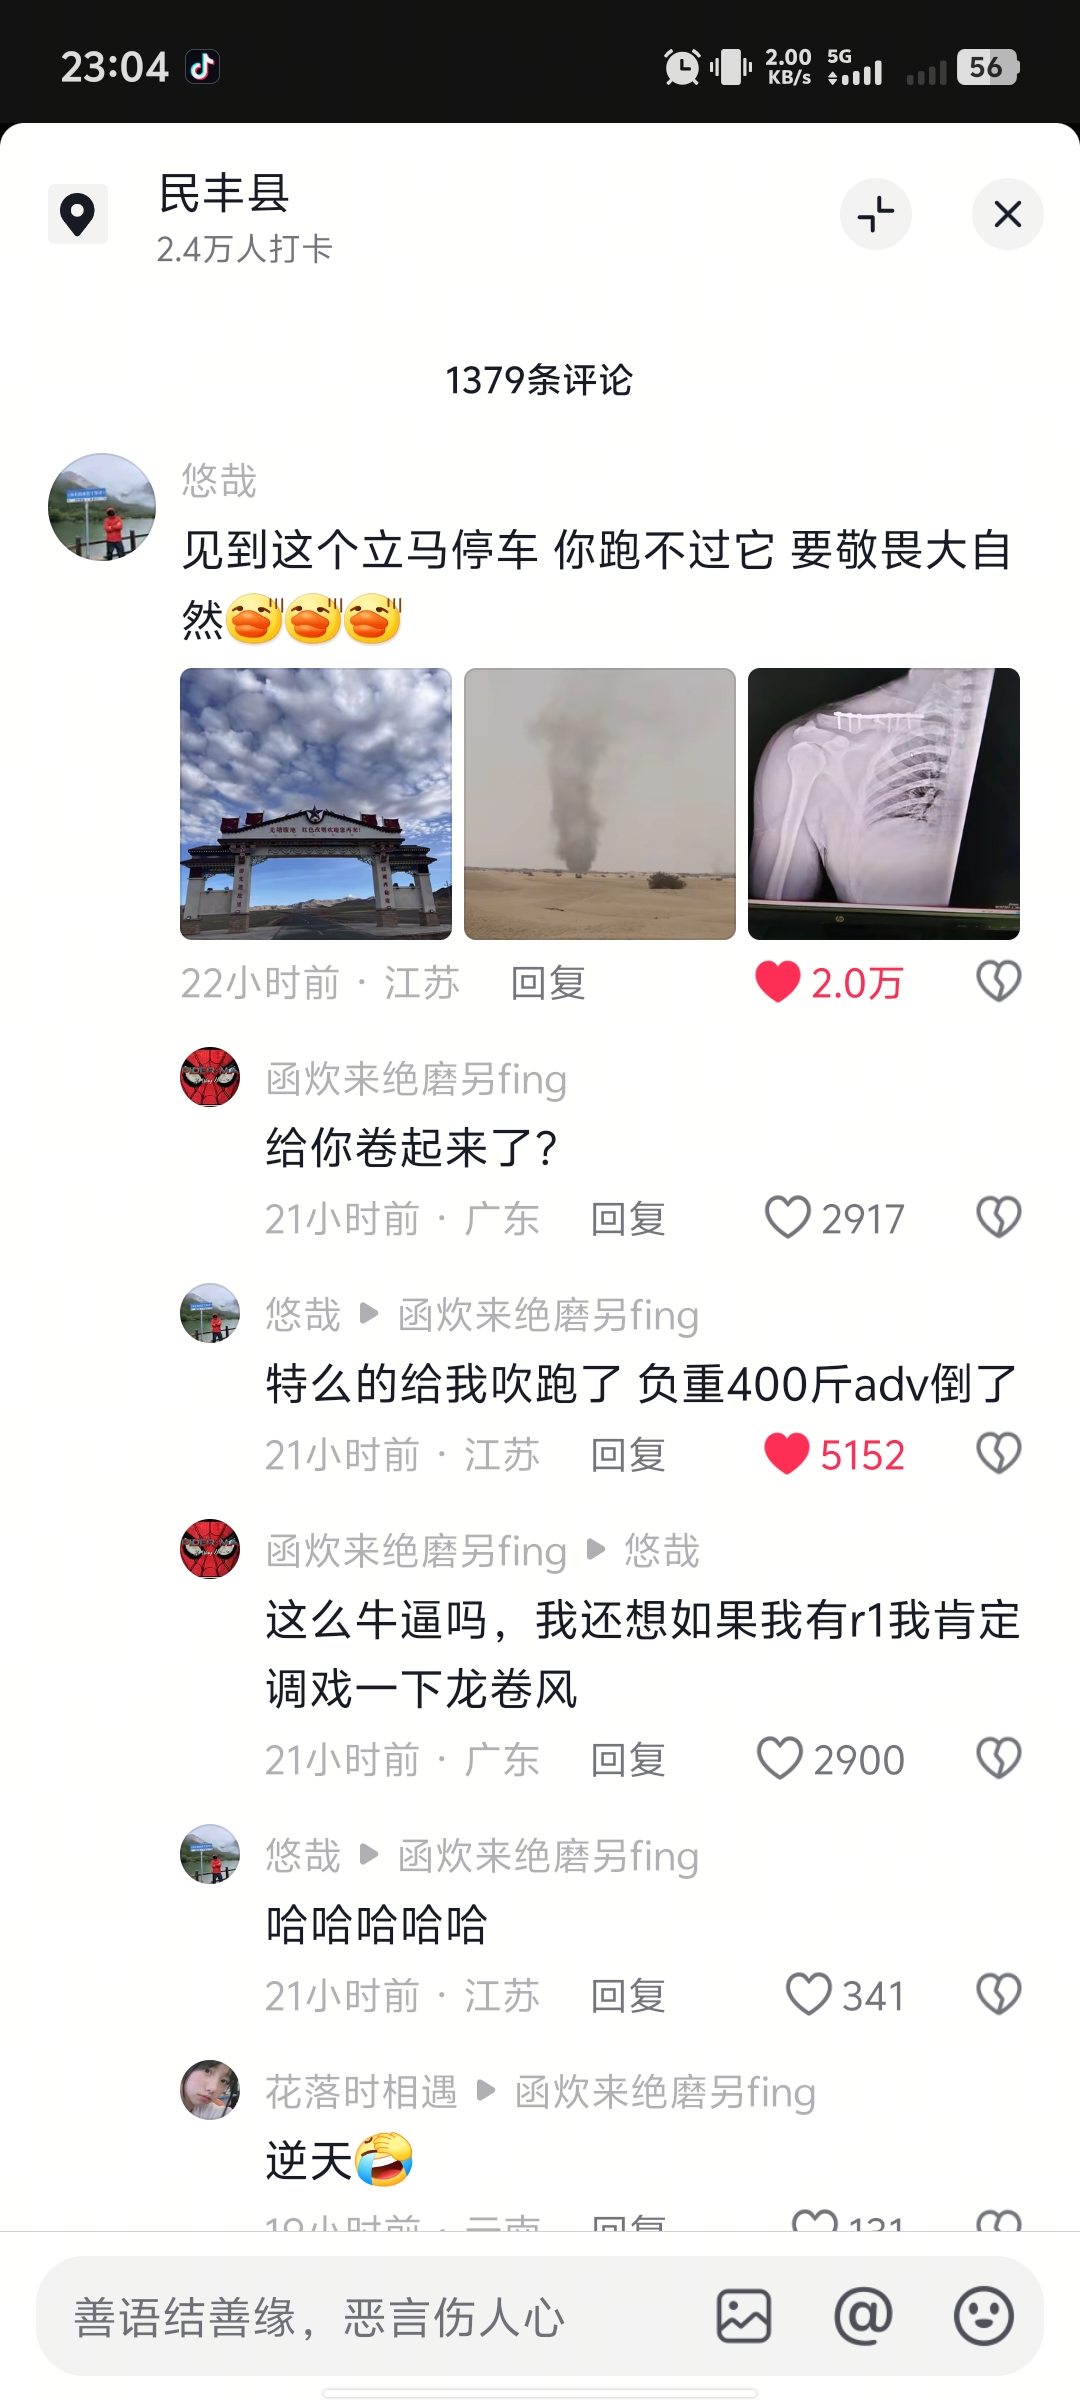 23:04
2.00
KB/s
5G
56
民丰县
2.4万人打卡
1379条评论
悠哉
见到这个立马停车 你跑不过它 要敬畏大自
然
22小时前 · 江苏 回复 2.0万
函炊来绝磨另fing
给你卷起来了?
21小时前 · 广东 回复 2917
悠哉 ▶ 函炊来绝磨另fing
特么的给我吹跑了 负重400斤adv倒了
21小时前 · 江苏 回复 5152
函炊来绝磨另fing ▶ 悠哉
这么牛逼吗，我还想如果我有r1我肯定
调戏一下龙卷风
21小时前 · 广东 回复 2900
悠哉 ▶ 函炊来绝磨另fing
哈哈哈哈哈
21小时前 · 江苏 回复 341
花落时相遇 ▶ 函炊来绝磨另fing
逆天
19小时前 · 云南 回复 131
善语结善缘，恶言伤人心